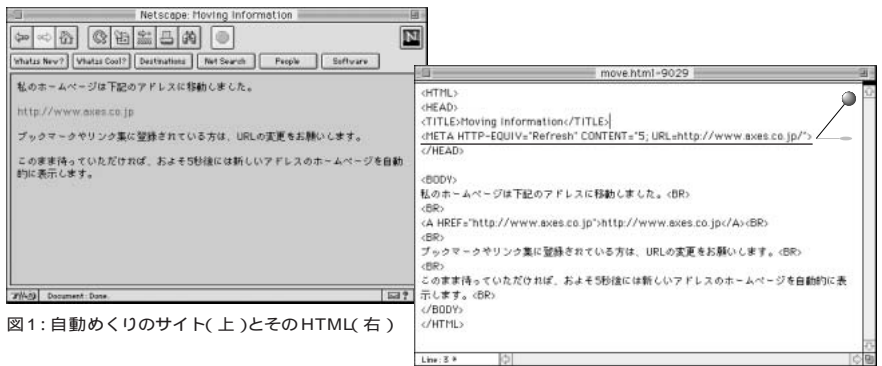 Netscape: Moving Information
N
What's New? What's Cool? Destinations Net Search People Software
私のホームページは下記のアドレスに移動しました。
http://www.axes.co.jp
ブックマークやリンク集に登録されている方は、URLの変更をお願いします。
このまま待っていただければ、およそ5秒後には新しいアドレスのホームページを自動
的に表示します。
Document: Done.
図1:自動めくりのサイト(上)とそのHTML(右)
move.html-9029
<HTML>
<HEAD>
<TITLE>Moving Information</TITLE>
<META HTTP-EQUIV="Refresh" CONTENT="5; URL=http://www.axes.co.jp/">
</HEAD>
<BODY>
私のホームページは下記のアドレスに移動しました。<BR>
<BR>
<A HREF="http://www.axes.co.jp">http://www.axes.co.jp</A><BR>
<BR>
ブックマークやリンク集に登録されている方は、URLの変更をお願いします。<BR>
<BR>
このまま待っていただければ、およそ5秒後には新しいアドレスのホームページを自動的に表
示します。<BR>
</BODY>
</HTML>
Line: 3